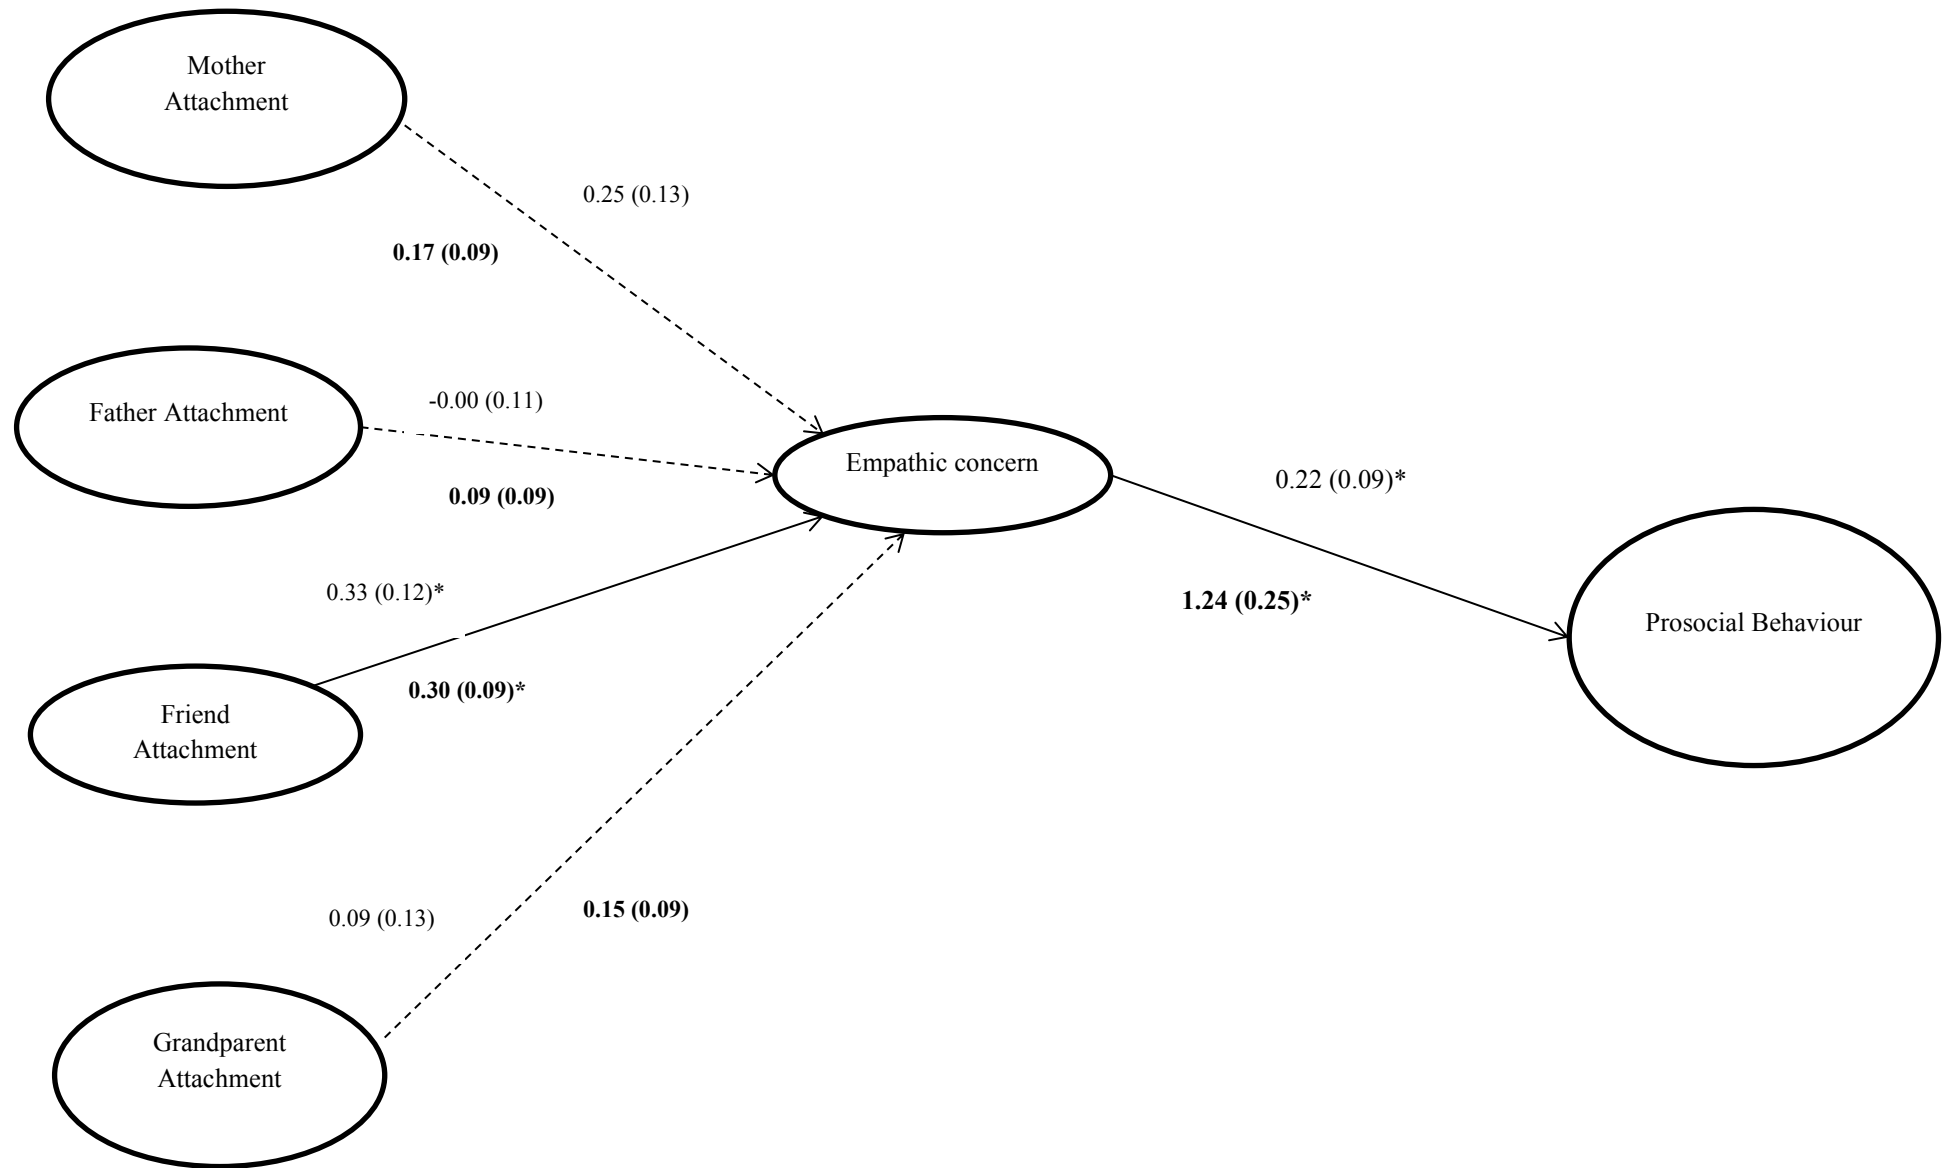 Mother
Attachment
0.25 (0.13)
0.17 (0.09)
Father Attachment
-0.00 (0.11)
0.09 (0.09)
Empathic concern
0.22 (0.09)*
1.24 (0.25)*
Prosocial Behaviour
0.33 (0.12)*
0.30 (0.09)*
Friend
Attachment
0.09 (0.13)
0.15 (0.09)
Grandparent
Attachment